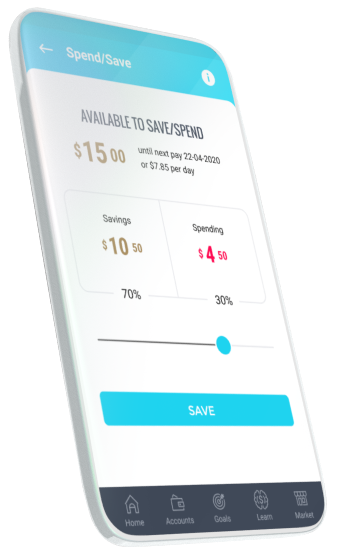 Spend/Save
i
AVAILABLE TO SAVE/SPEND
$15 00
until next pay 22-04-2020
or $7.85 per day
Savings
$10 50
Spending
$ 4 50
70%
30%
SAVE
Home Accounts Goals Learn Market